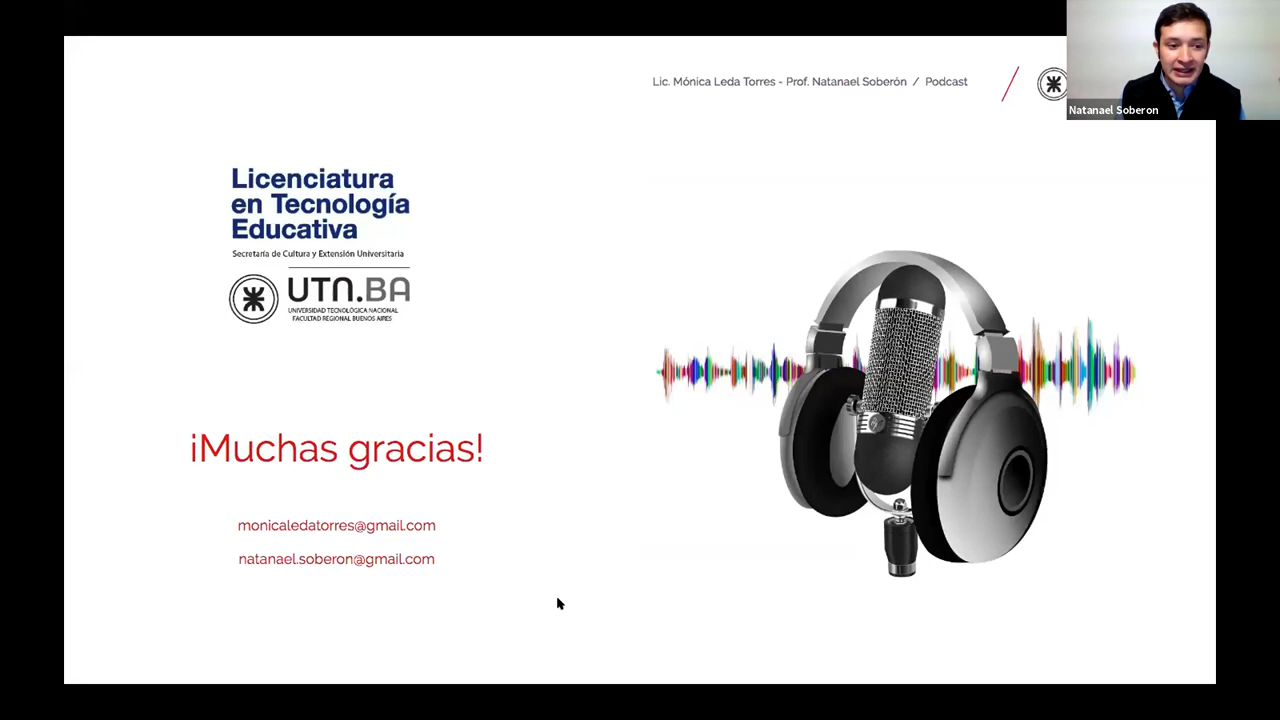 Lic. Mónica Leda Torres - Prof. Natanael Soberón / Podcast
Natanael Soberon
Licenciatura
en Tecnología
Educativa
Secretaría de Cultura y Extensión Universitaria
UTN.BA
UNIVERSIDAD TECNOLÓGICA NACIONAL
FACULTAD REGIONAL BUENOS AIRES
¡Muchas gracias!
monicaledatorres@gmail.com
natanael.soberon@gmail.com